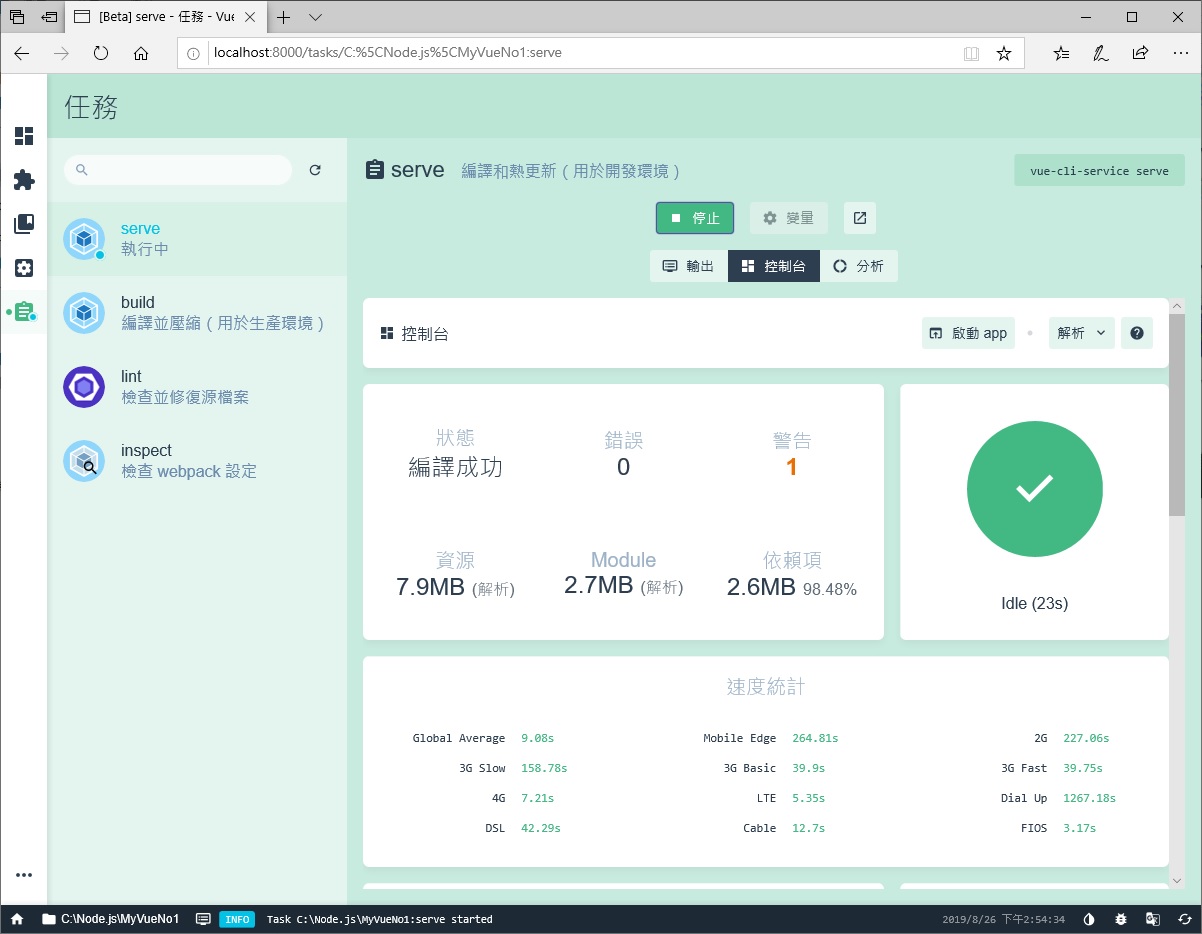 [Beta] serve - 任務 - Vue
localhost:8000/tasks/C:%5CNode.js%5CMyVueNo1:serve
任務
serve
執行中
build
編譯並壓縮 ( 用於生產環境 )
lint
檢查並修復源檔案
inspect
檢查 webpack 設定
serve 編譯和熱更新 ( 用於開發環境 )
vue-cli-service serve
停止 變量
輸出 控制台 分析
控制台 啟動 app 解析
狀態 錯誤 警告
編譯成功 0 1
資源 Module 依賴項
7.9MB (解析) 2.7MB (解析) 2.6MB 98.48%
Idle (23s)
速度統計
Global Average 9.08s Mobile Edge 264.81s 2G 227.06s
3G Slow 158.78s 3G Basic 39.9s 3G Fast 39.75s
4G 7.21s LTE 5.35s Dial Up 1267.18s
DSL 42.29s Cable 12.7s FIOS 3.17s
C:\Node.js\MyVueNo1 INFO Task C:\Node.js\MyVueNo1:serve started 2019/8/26 下午2:54:34